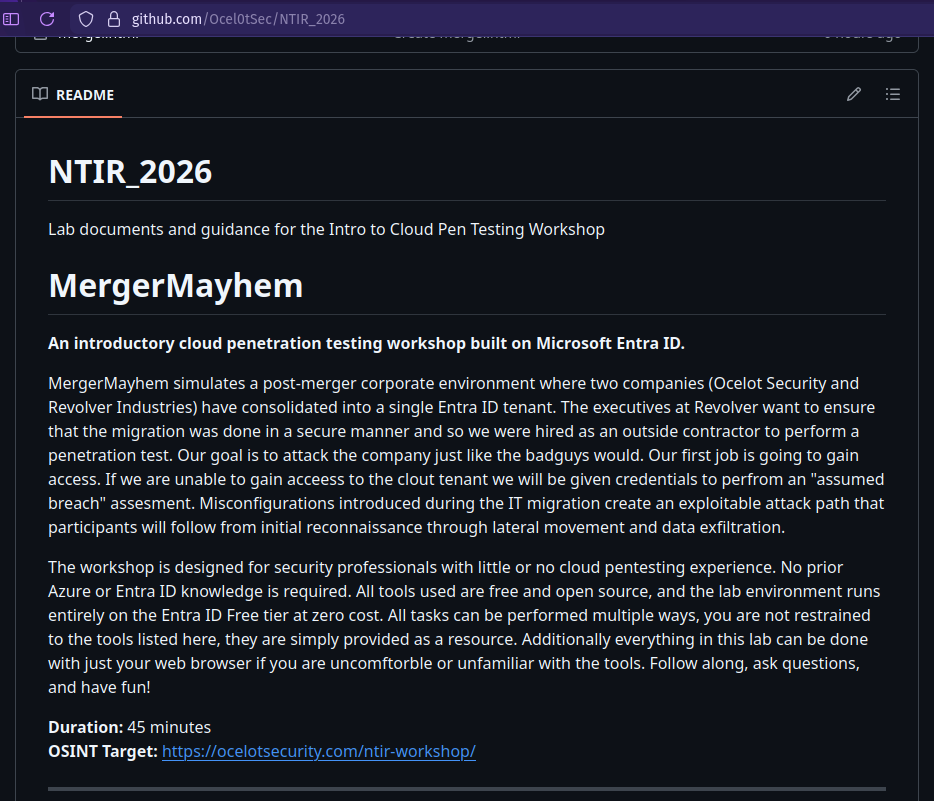 github.com/Ocel0tSec/NTIR_2026
README
NTIR_2026
Lab documents and guidance for the Intro to Cloud Pen Testing Workshop
MergerMayhem
An introductory cloud penetration testing workshop built on Microsoft Entra ID.
MergerMayhem simulates a post-merger corporate environment where two companies (Ocelot Security and
Revolver Industries) have consolidated into a single Entra ID tenant. The executives at Revolver want to ensure
that the migration was done in a secure manner and so we were hired as an outside contractor to perform a
penetration test. Our goal is to attack the company just like the badguys would. Our first job is going to gain
access. If we are unable to gain acceess to the clout tenant we will be given credentials to perfrom an "assumed
breach" assesment. Misconfigurations introduced during the IT migration create an exploitable attack path that
participants will follow from initial reconnaissance through lateral movement and data exfiltration.
The workshop is designed for security professionals with little or no cloud pentesting experience. No prior
Azure or Entra ID knowledge is required. All tools used are free and open source, and the lab environment runs
entirely on the Entra ID Free tier at zero cost. All tasks can be performed multiple ways, you are not restrained
to the tools listed here, they are simply provided as a resource. Additionally everything in this lab can be done
with just your web browser if you are uncomftorble or unfamiliar with the tools. Follow along, ask questions,
and have fun!
Duration: 45 minutes
OSINT Target: https://ocelotsecurity.com/ntir-workshop/